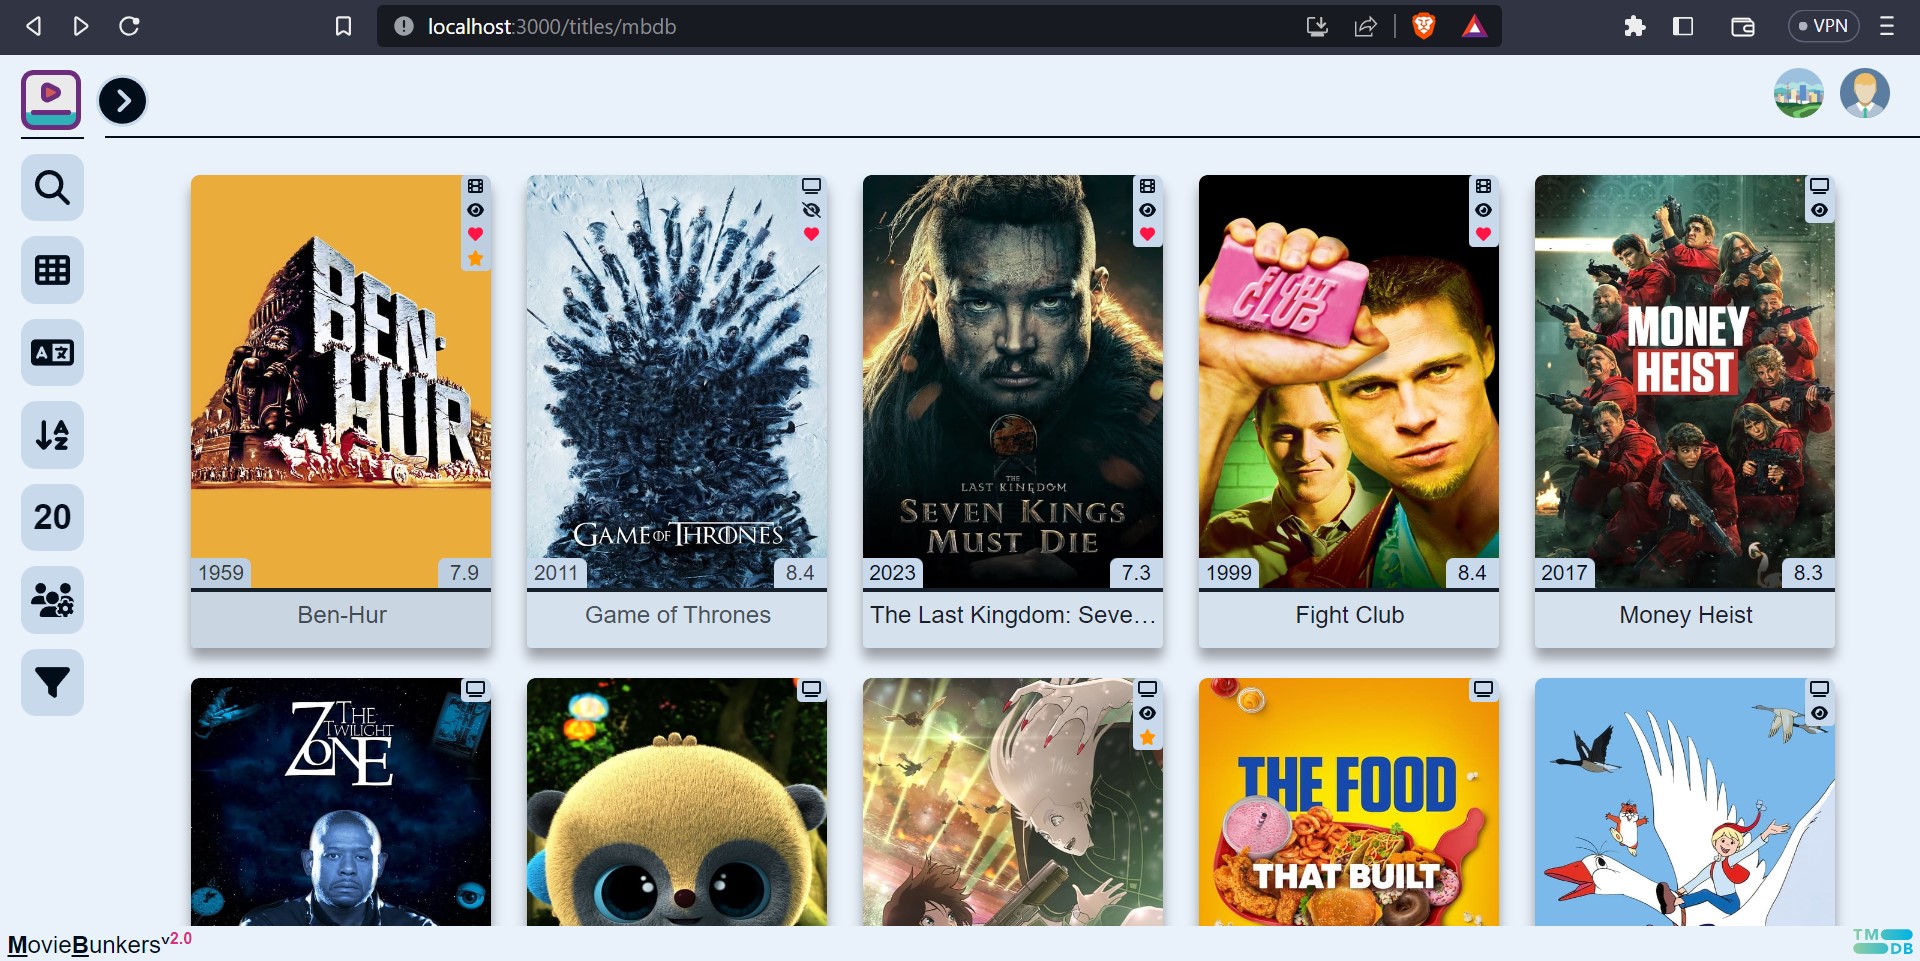 localhost:3000/titles/mbdb
VPN
A
A
Z
20
BEN-
HUR
1959
7.9
Ben-Hur
GAME OF THRONES
2011
8.4
Game of Thrones
THE
LAST KINGDOM
SEVEN KINGS
MUST DIE
2023
7.3
The Last Kingdom: Seve...
FIGHT
CLUB
1999
8.4
Fight Club
MONEY
HEIST
2017
8.3
Money Heist
THE
TWILIGHT
ZONE
THE FOOD
THAT BUILT
MovieBunkersv2.0
TM
DB